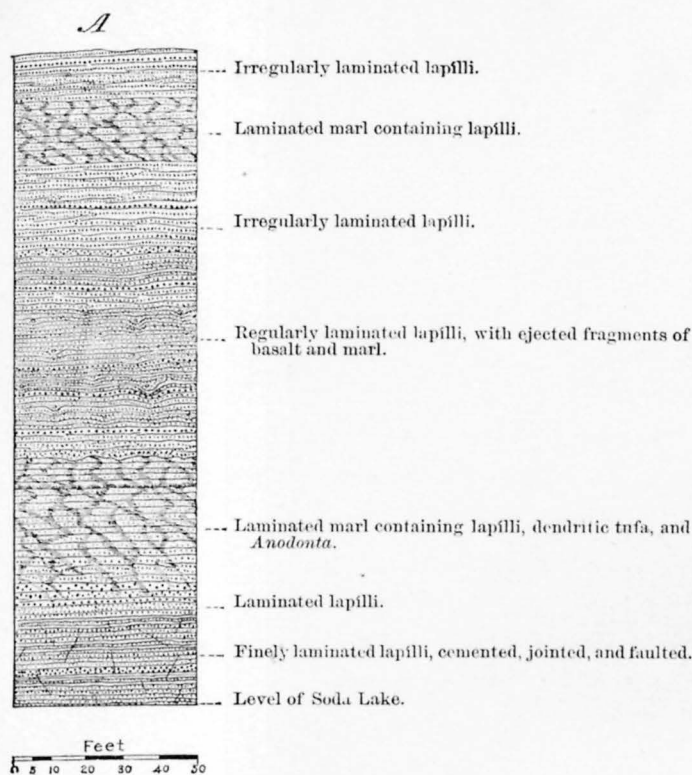 A
Irregularly laminated lapilli.
Laminated marl containing lapilli.
Irregularly laminated lapilli.
Regularly laminated lapilli, with ejected fragments of
basalt and marl.
Laminated marl containing lapilli, dendritic tufa, and
Anodonta.
Laminated lapilli.
Finely laminated lapilli, cemented, jointed, and faulted.
Level of Soda Lake.
Feet
0 5 10 20 30 40 50